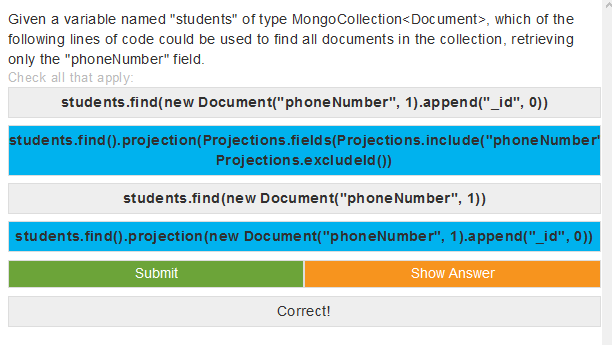 Given a variable named "students" of type MongoCollection<Document>, which of the
following lines of code could be used to find all documents in the collection, retrieving
only the "phoneNumber" field.
Check all that apply:
students.find(new Document("phoneNumber", 1).append("_id", 0))
students.find().projection(Projections.fields(Projections.include("phoneNumber"
Projections.excludeId())
students.find(new Document("phoneNumber", 1))
students.find().projection(new Document("phoneNumber", 1).append("_id", 0))
Submit
Show Answer
Correct!